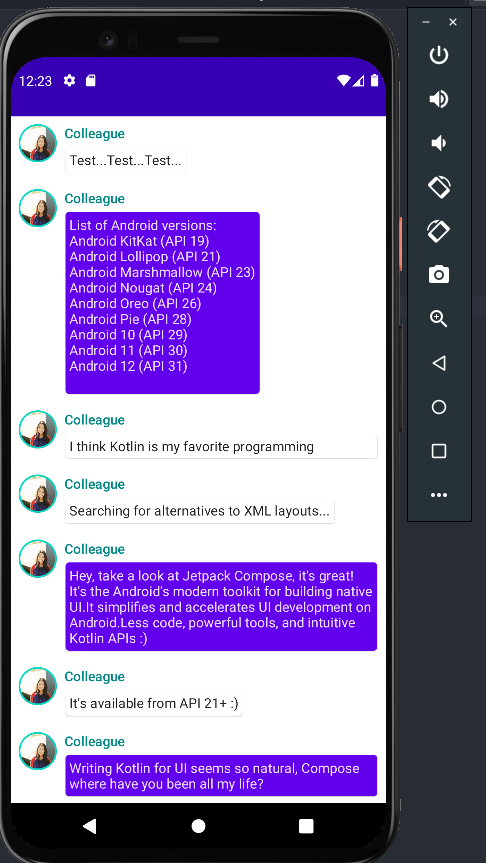 12:23
Colleague
Test...Test...Test...
Colleague
List of Android versions:
Android KitKat (API 19)
Android Lollipop (API 21)
Android Marshmallow (API 23)
Android Nougat (API 24)
Android Oreo (API 26)
Android Pie (API 28)
Android 10 (API 29)
Android 11 (API 30)
Android 12 (API 31)
Colleague
I think Kotlin is my favorite programming
Colleague
Searching for alternatives to XML layouts...
Colleague
Hey, take a look at Jetpack Compose, it's great!
It's the Android's modern toolkit for building native
UI.It simplifies and accelerates UI development on
Android.Less code, powerful tools, and intuitive
Kotlin APIs :)
Colleague
It's available from API 21+ :)
Colleague
Writing Kotlin for UI seems so natural, Compose
where have you been all my life?